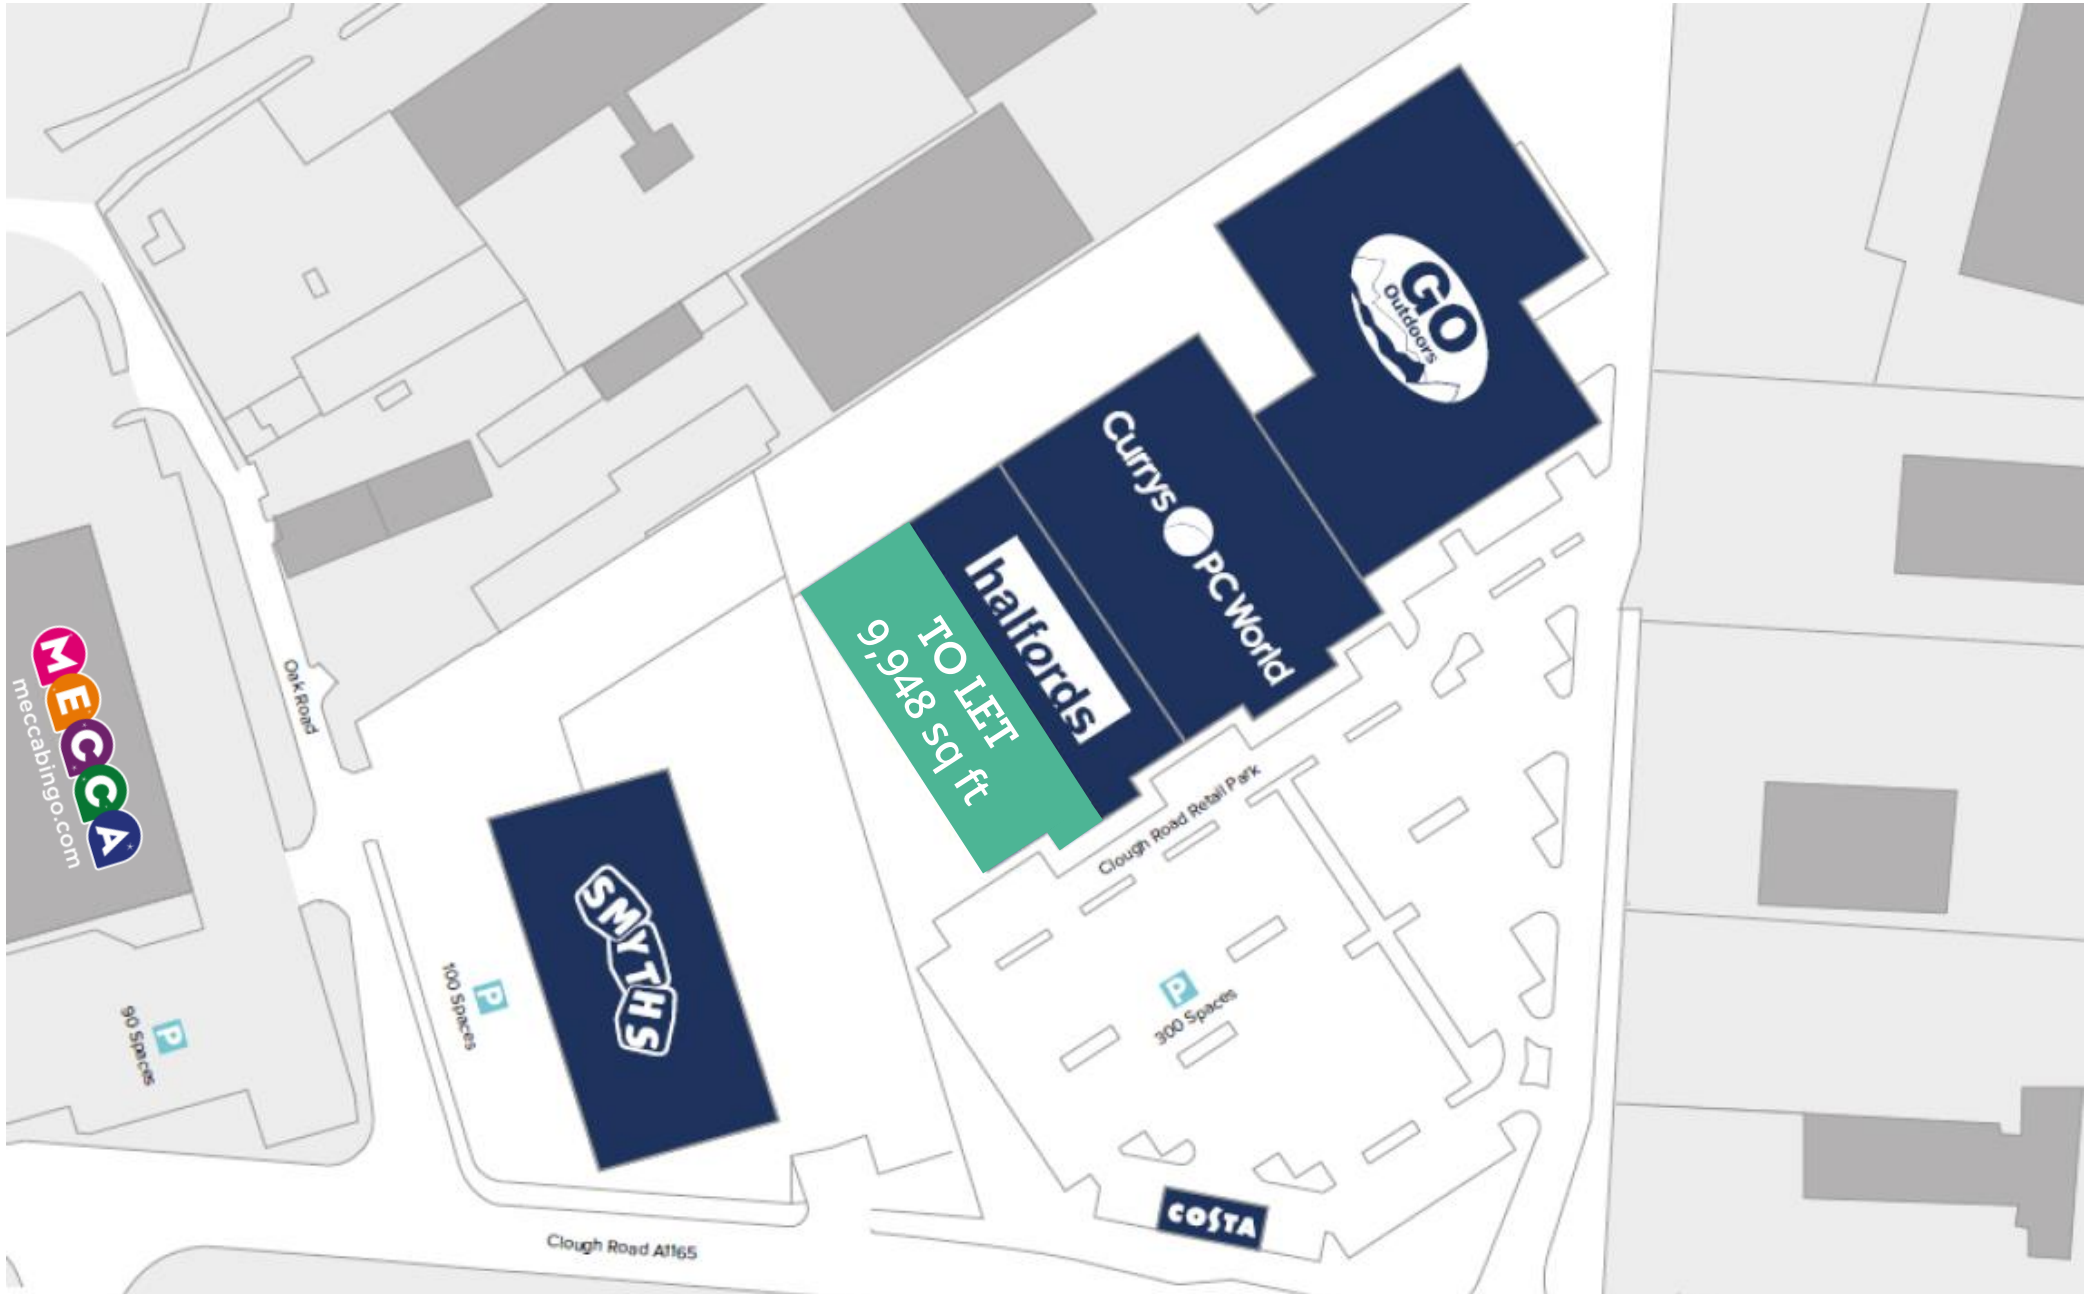 GO
Outdoors
Currys PC World
halfords
TO LET
9,948 sq ft
Clough Road Retail Park
MECCA
meccabingo.com
Oak Road
SMYTHS
P
100 Spaces
P
90 Spaces
P
300 Spaces
COSTA
Clough Road A1165